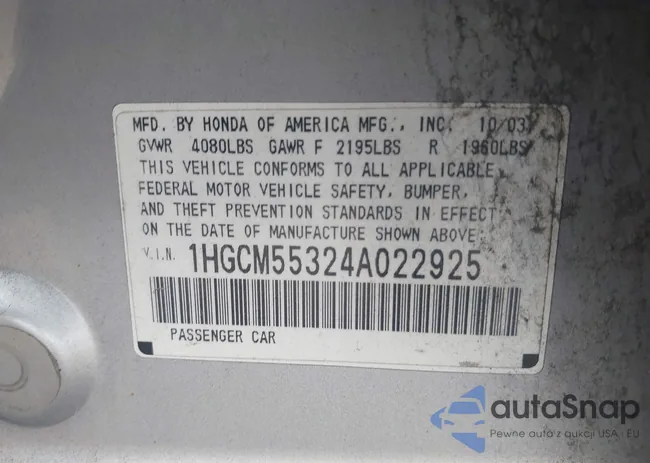 MFD. BY HONDA OF AMERICA MFG., INC. 10/03
GVWR 4080LBS GAWR F 2195LBS R 1960LBS
THIS VEHICLE CONFORMS TO ALL APPLICABLE
FEDERAL MOTOR VEHICLE SAFETY, BUMPER,
AND THEFT PREVENTION STANDARDS IN EFFECT
ON THE DATE OF MANUFACTURE SHOWN ABOVE.
V.I.N. 1HGCM55324A022925
PASSENGER CAR
autaSnap
Pewne auta z aukcji USA i EU